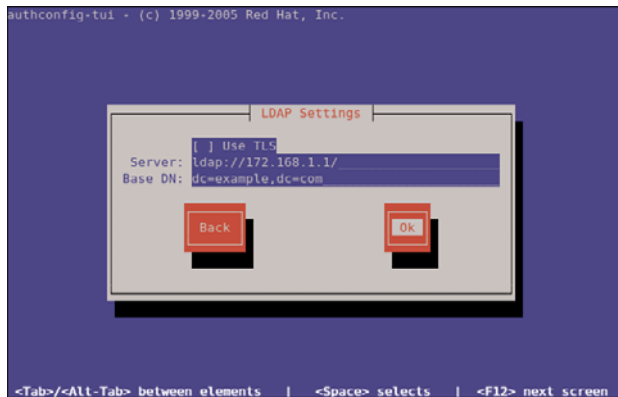 authconfig-tui - (c) 1999-2005 Red Hat, Inc.
LDAP Settings
[ ] Use TLS
Server: ldap://172.168.1.1/
Base DN: dc=example,dc=com
Back Ok
<Tab>/<Alt-Tab> between elements | <Space> selects | <F12> next screen